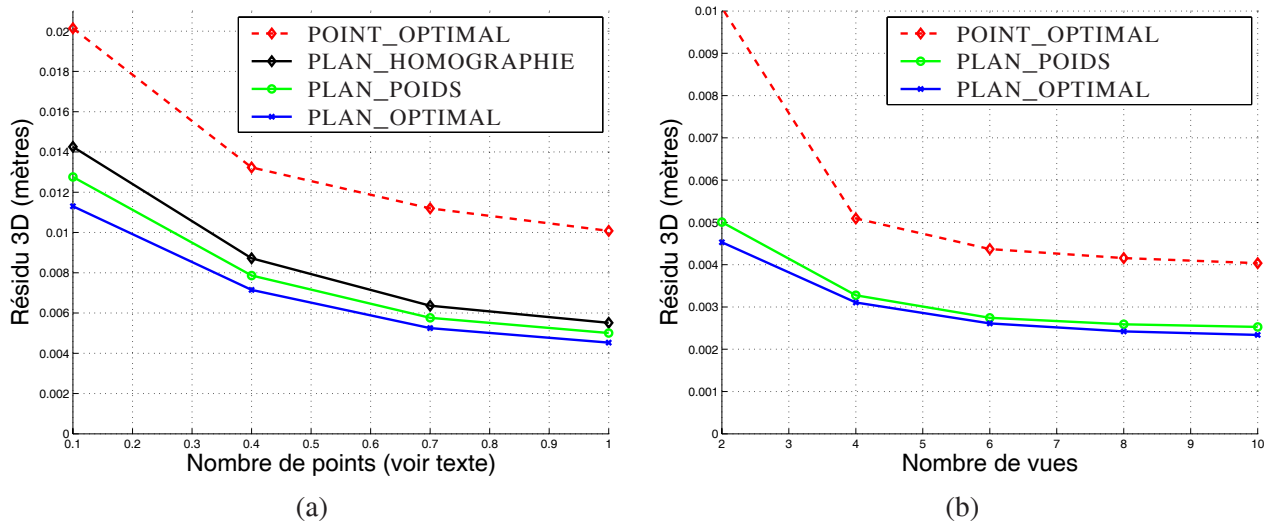 POINT_OPTIMAL
PLAN_HOMOGRAPHIE
PLAN_POIDS
PLAN_OPTIMAL
Résidu 3D (mètres)
0.02
0.018
0.016
0.014
0.012
0.01
0.008
0.006
0.004
0.002
0
0.1 0.2 0.3 0.4 0.5 0.6 0.7 0.8 0.9 1
Nombre de points (voir texte)
(a)
POINT_OPTIMAL
PLAN_POIDS
PLAN_OPTIMAL
Résidu 3D (mètres)
0.01
0.009
0.008
0.007
0.006
0.005
0.004
0.003
0.002
0.001
0
2 3 4 5 6 7 8 9 10
Nombre de vues
(b)